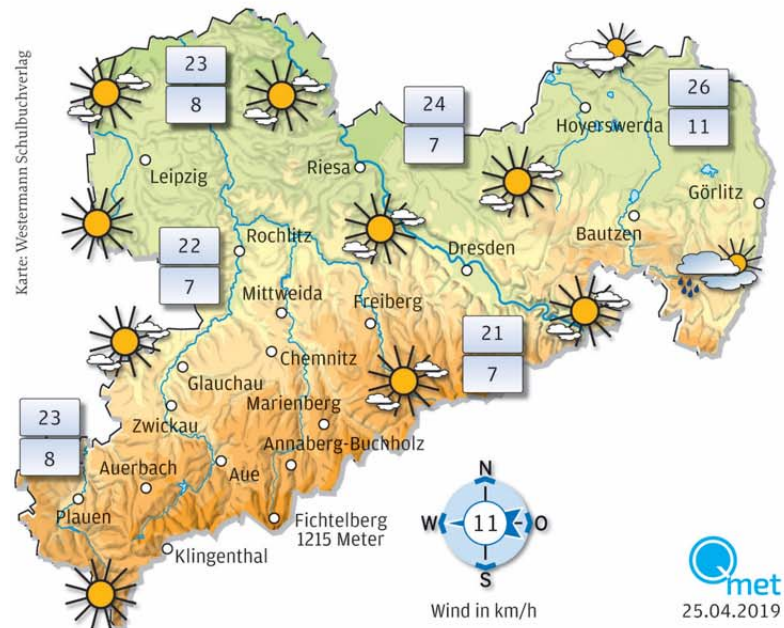 Karte: Westermann Schulbuchverlag
23
8
24
7
26
11
Hoyerswerda
Leipzig
Riesa
Görlitz
Bautzen
Rochlitz
22
7
Dresden
Mittweida
Freiberg
21
7
Chemnitz
Glauchau
Marienberg
23
8
Zwickau
Annaberg-Buchholz
Auerbach
Aue
Plauen
Fichtelberg
1215 Meter
Klingenthal
N
W
11
O
S
Wind in km/h
Qmet
25.04.2019